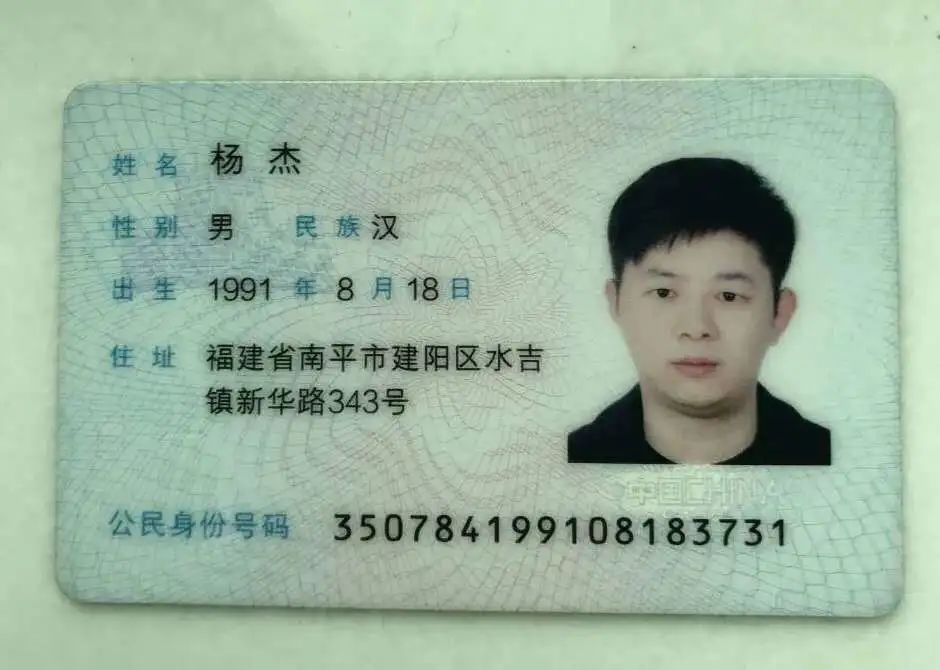 姓名 杨杰
性别 男 民族 汉
出生 1991 年 8 月 18 日
住址 福建省南平市建阳区水吉
镇新华路343号
中国CHINA
公民身份号码 350784199108183731